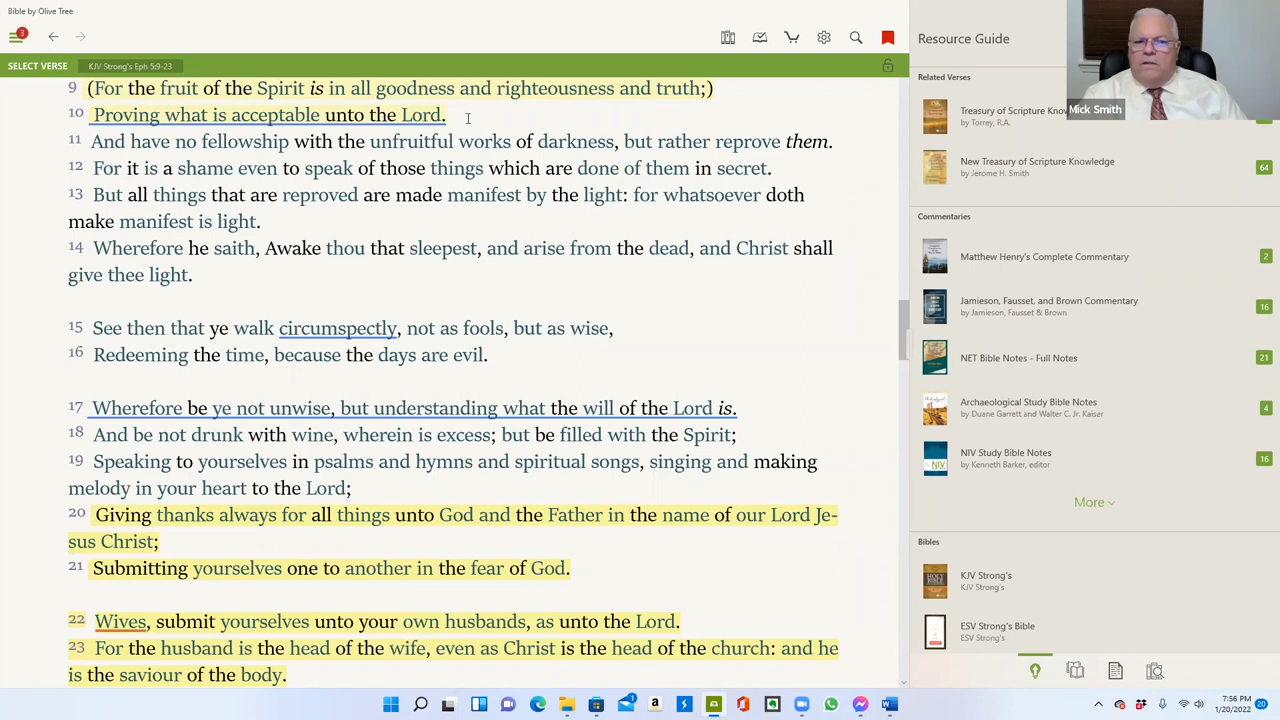 Bible by Olive Tree
3
SELECT VERSE KJV Strong's Eph 5:9-23
9 (For the fruit of the Spirit is in all goodness and righteousness and truth;)
10 Proving what is acceptable unto the Lord.
11 And have no fellowship with the unfruitful works of darkness, but rather reprove them.
12 For it is a shame even to speak of those things which are done of them in secret.
13 But all things that are reproved are made manifest by the light: for whatsoever doth
make manifest is light.
14 Wherefore he saith, Awake thou that sleepest, and arise from the dead, and Christ shall
give thee light.
15 See then that ye walk circumspectly, not as fools, but as wise,
16 Redeeming the time, because the days are evil.
17 Wherefore be ye not unwise, but understanding what the will of the Lord is.
18 And be not drunk with wine, wherein is excess; but be filled with the Spirit;
19 Speaking to yourselves in psalms and hymns and spiritual songs, singing and making
melody in your heart to the Lord;
20 Giving thanks always for all things unto God and the Father in the name of our Lord Je-
sus Christ;
21 Submitting yourselves one to another in the fear of God.
22 Wives, submit yourselves unto your own husbands, as unto the Lord.
23 For the husband is the head of the wife, even as Christ is the head of the church: and he
is the saviour of the body.
Resource Guide
Related Verses
Mick Smith
Treasury of Scripture Know
by Torrey, R.A.
New Treasury of Scripture Knowledge
by Jerome H. Smith
64
Commentaries
Matthew Henry's Complete Commentary
2
Jamieson, Fausset, and Brown Commentary
by Jamieson, Fausset & Brown
16
NET Bible Notes - Full Notes
21
Archaeological Study Bible Notes
by Duane Garrett and Walter C. Jr. Kaiser
4
NIV Study Bible Notes
by Kenneth Barker, editor
16
More
Bibles
KJV Strong's
KJV Strong's
ESV Strong's Bible
ESV Strong's
7:56 PM
1/20/2022
20